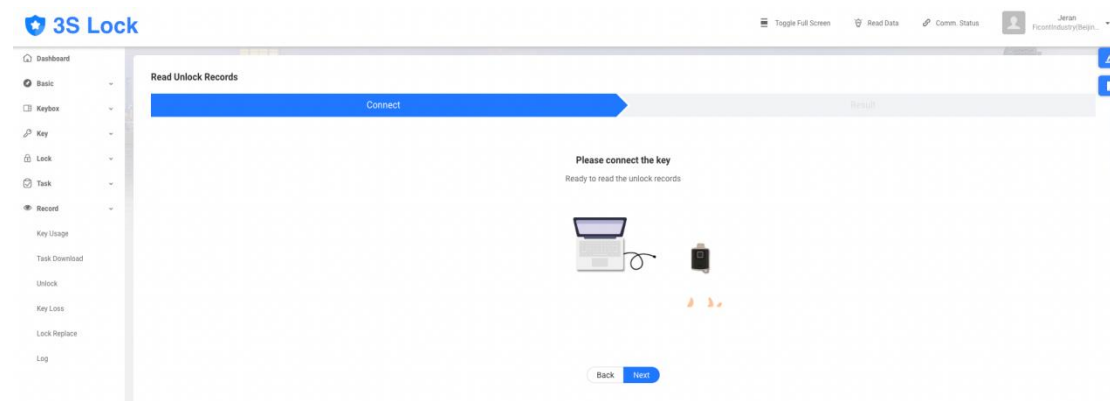 3S Lock
Toggle Full Screen
Read Data
Comm. Status
Jeran
FicontIndustry(Beijin...
Dashboard
Basic
Keybox
Key
Lock
Task
Record
Key Usage
Task Download
Unlock
Key Loss
Lock Replace
Log
Read Unlock Records
Connect
Result
Please connect the key
Ready to read the unlock records
Back
Next